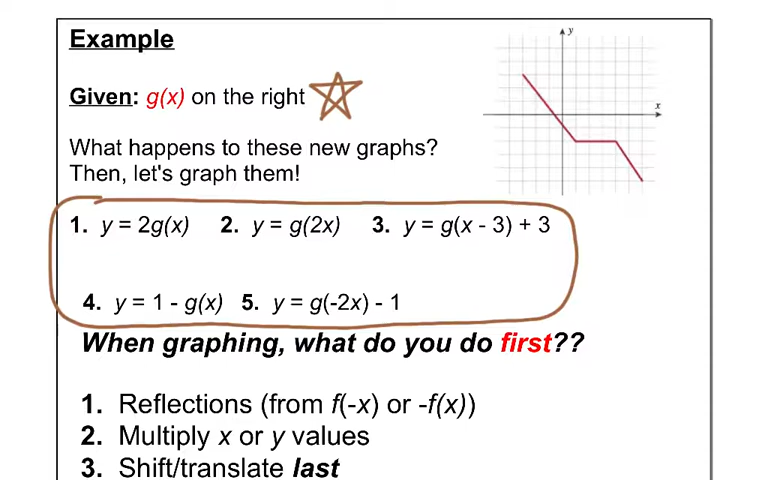 Example
y
Given: g(x) on the right
x
What happens to these new graphs?
Then, let's graph them!
1. y = 2g(x) 2. y = g(2x) 3. y = g(x - 3) + 3
4. y = 1 - g(x) 5. y = g(-2x) - 1
When graphing, what do you do first??
1. Reflections (from f(-x) or -f(x))
2. Multiply x or y values
3. Shift/translate last